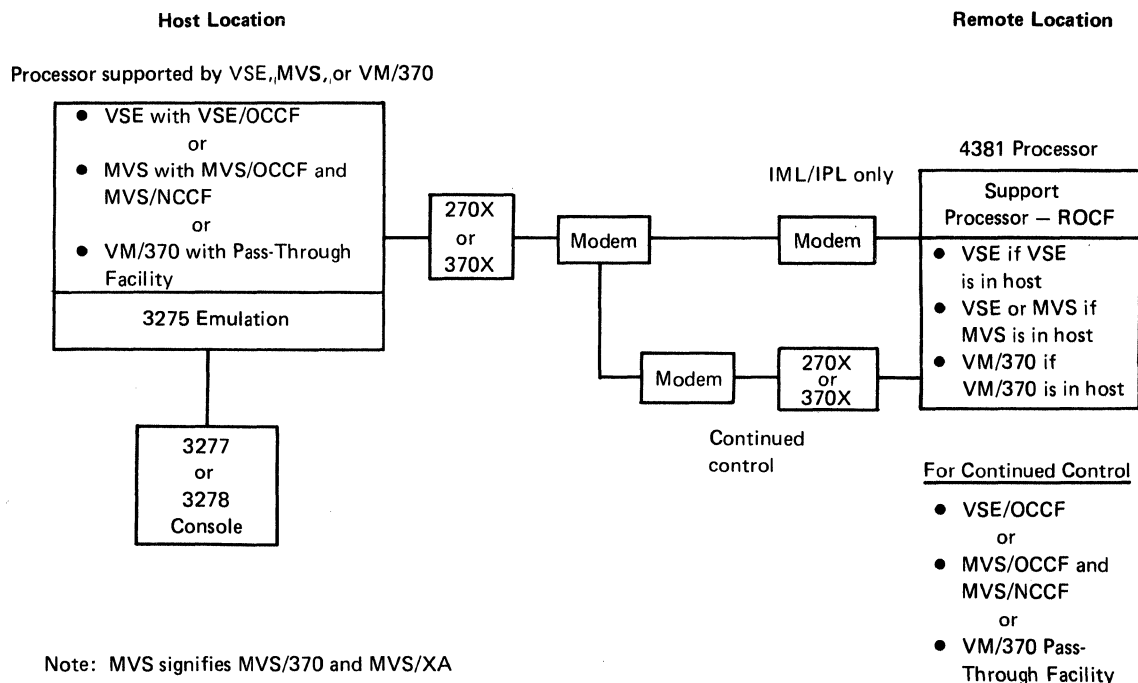 Host Location
Remote Location
Processor supported by VSE, MVS, or VM/370
● VSE with VSE/OCCF
or
● MVS with MVS/OCCF and
MVS/NCCF
or
● VM/370 with Pass-Through
Facility
3275 Emulation
3277
or
3278
Console
270X
or
370X
Modem
IML/IPL only
Modem
Modem
270X
or
370X
Continued
control
4381 Processor
Support
Processor — ROCF
● VSE if VSE
is in host
● VSE or MVS if
MVS is in host
● VM/370 if
VM/370 is in host
For Continued Control
● VSE/OCCF
or
● MVS/OCCF and
MVS/NCCF
or
● VM/370 Pass-
Through Facility
Note: MVS signifies MVS/370 and MVS/XA